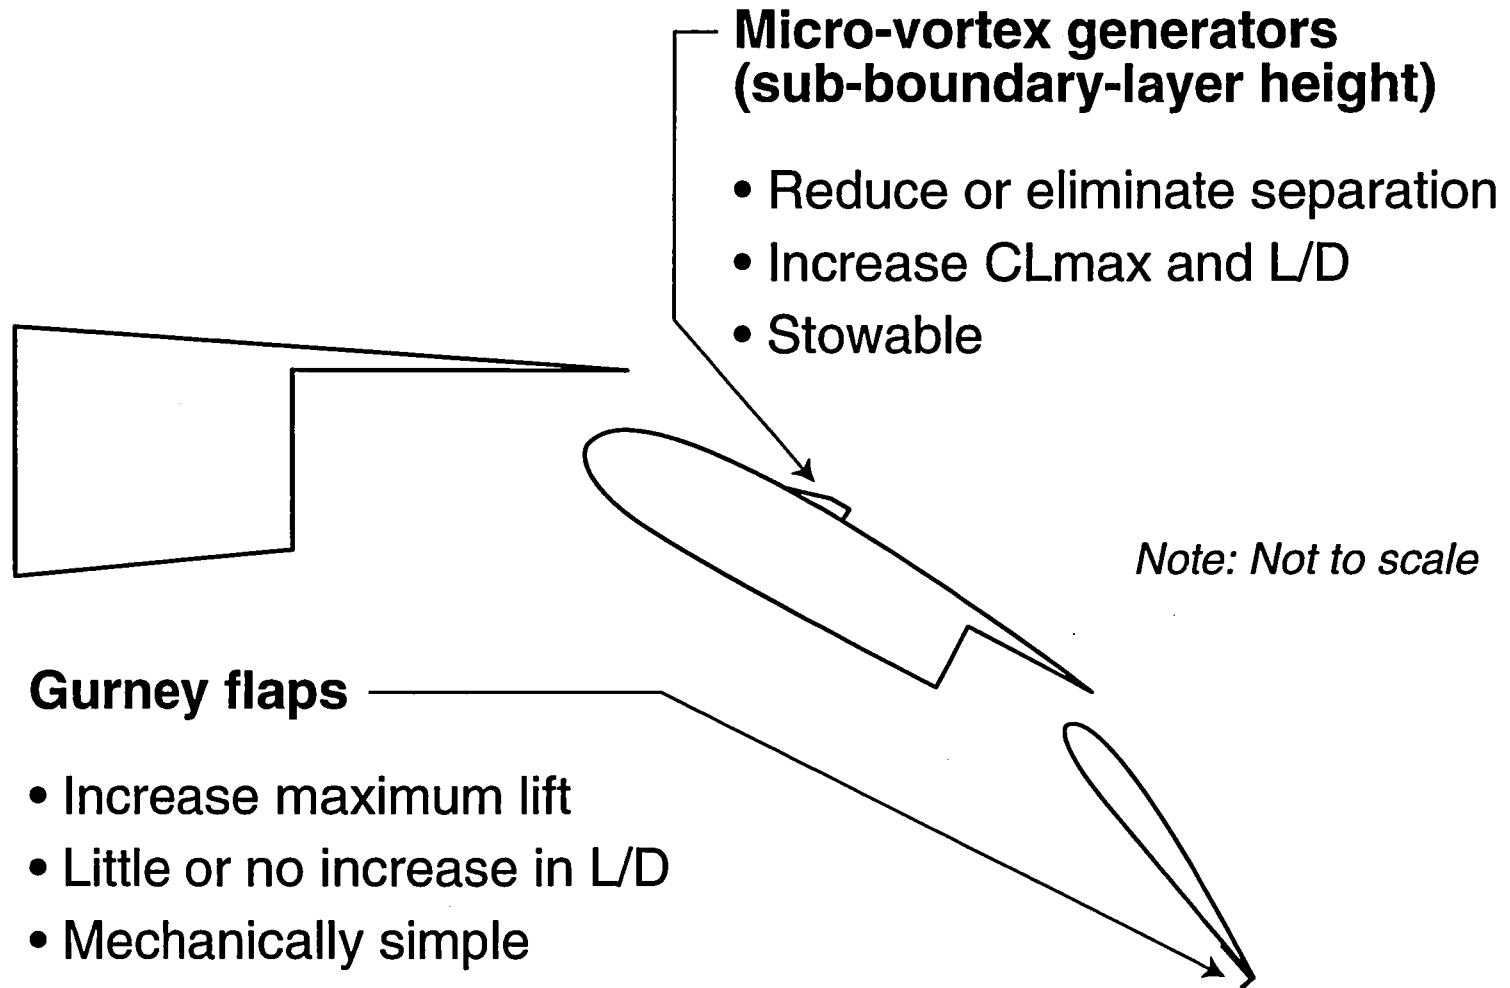 Micro-vortex generators
(sub-boundary-layer height)
• Reduce or eliminate separation
• Increase CLmax and L/D
• Stowable
Note: Not to scale
Gurney flaps
• Increase maximum lift
• Little or no increase in L/D
• Mechanically simple